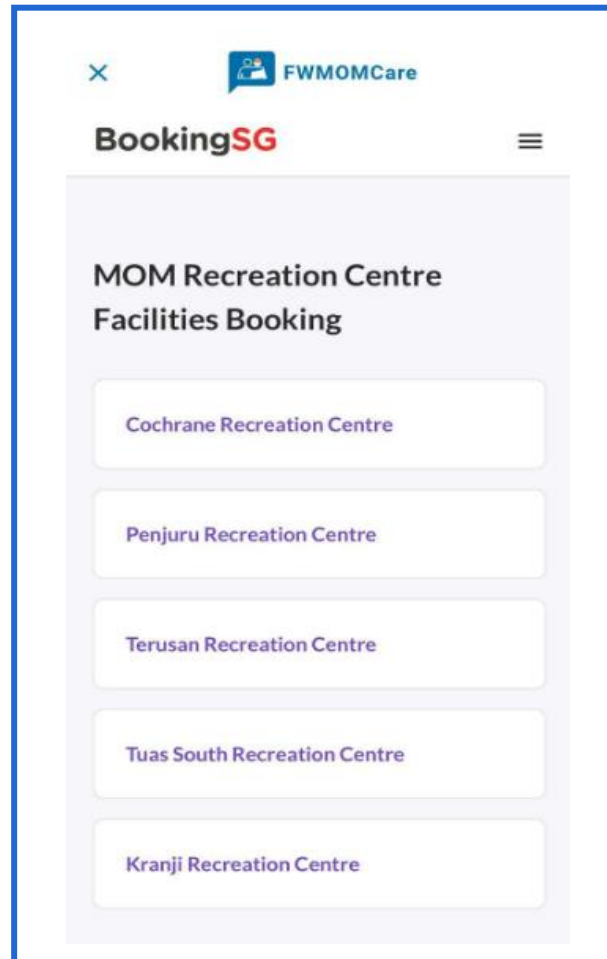 FWMOMCare
BookingSG
MOM Recreation Centre
Facilities Booking
Cochrane Recreation Centre
Penjuru Recreation Centre
Terusan Recreation Centre
Tuas South Recreation Centre
Kranji Recreation Centre